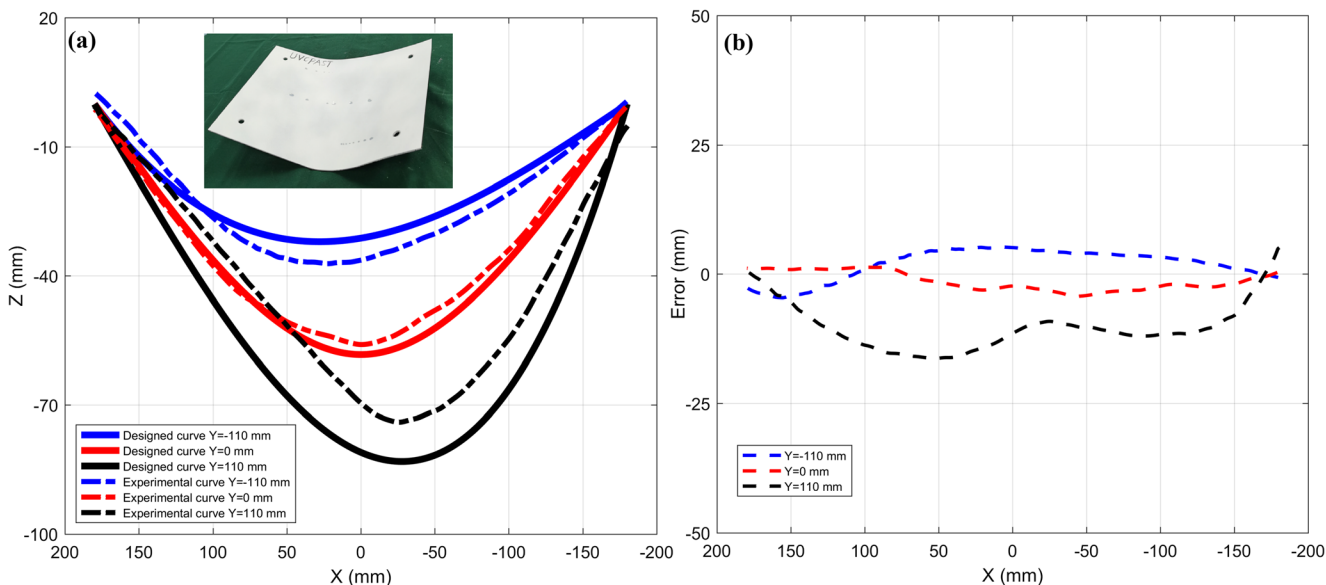 (a)
UVCPAST
20
-10
-40
-70
-100
Z (mm)
200
150
100
50
0
-50
-100
-150
-200
X (mm)
Designed curve Y=-110 mm
Designed curve Y=0 mm
Designed curve Y=110 mm
Experimental curve Y=-110 mm
Experimental curve Y=0 mm
Experimental curve Y=110 mm
(b)
50
25
0
-25
-50
Error (mm)
200
150
100
50
0
-50
-100
-150
-200
X (mm)
Y=-110 mm
Y=0 mm
Y=110 mm